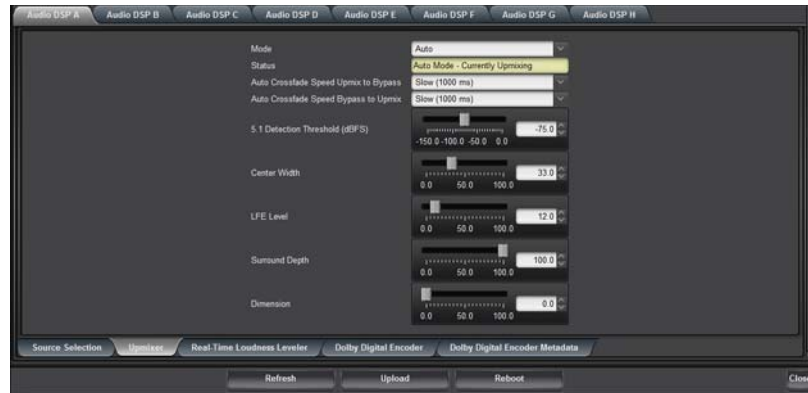 Audio DSP A Audio DSP B Audio DSP C Audio DSP D Audio DSP E Audio DSP F Audio DSP G Audio DSP H
Mode Auto
Status Auto Mode - Currently Upmixing
Auto Crossfade Speed Upmix to Bypass Slow (1000 ms)
Auto Crossfade Speed Bypass to Upmix Slow (1000 ms)
5.1 Detection Threshold (dBFS) -75.0
-150.0 -100.0 -50.0 0.0
Center Width 33.0
0.0 50.0 100.0
LFE Level 12.0
0.0 50.0 100.0
Surround Depth 100.0
0.0 50.0 100.0
Dimension 0.0
0.0 50.0 100.0
Source Selection Upmixer Real-Time Loudness Leveler Dolby Digital Encoder Dolby Digital Encoder Metadata
Refresh Upload Reboot Close